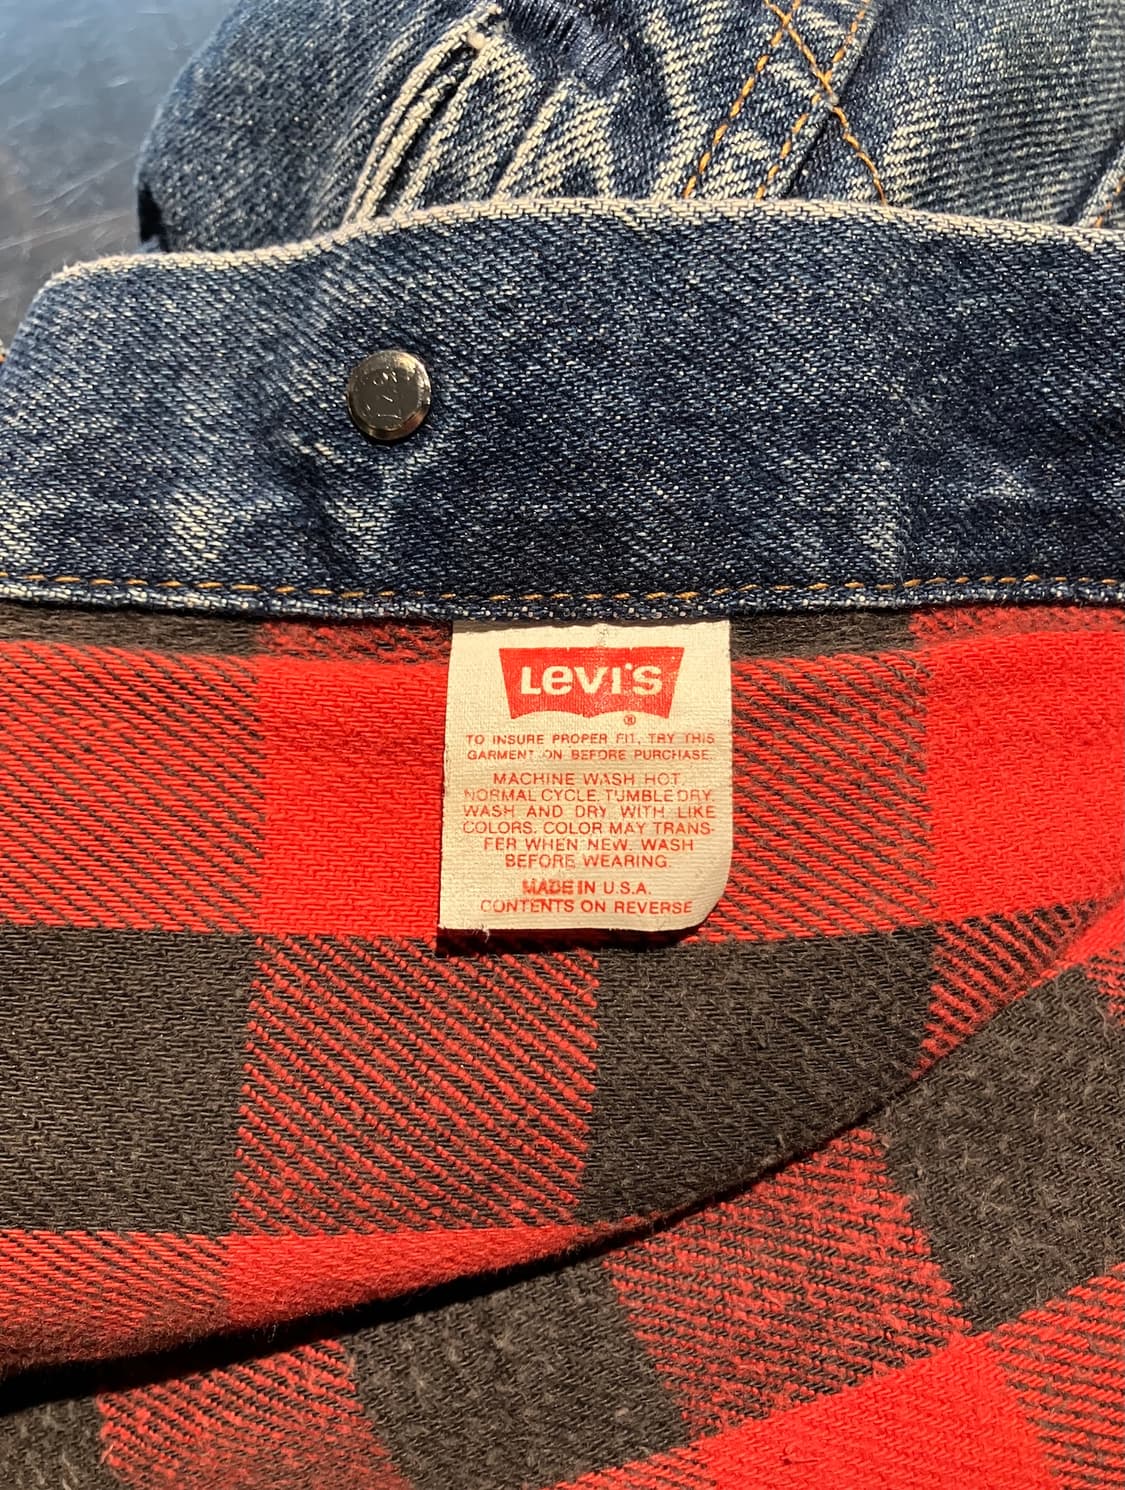 Levi's
®
TO INSURE PROPER FIT, TRY THIS
GARMENT ON BEFORE PURCHASE.
MACHINE WASH HOT,
NORMAL CYCLE, TUMBLE DRY.
WASH AND DRY WITH LIKE
COLORS. COLOR MAY TRANS-
FER WHEN NEW. WASH
BEFORE WEARING.
MADE IN U.S.A.
CONTENTS ON REVERSE